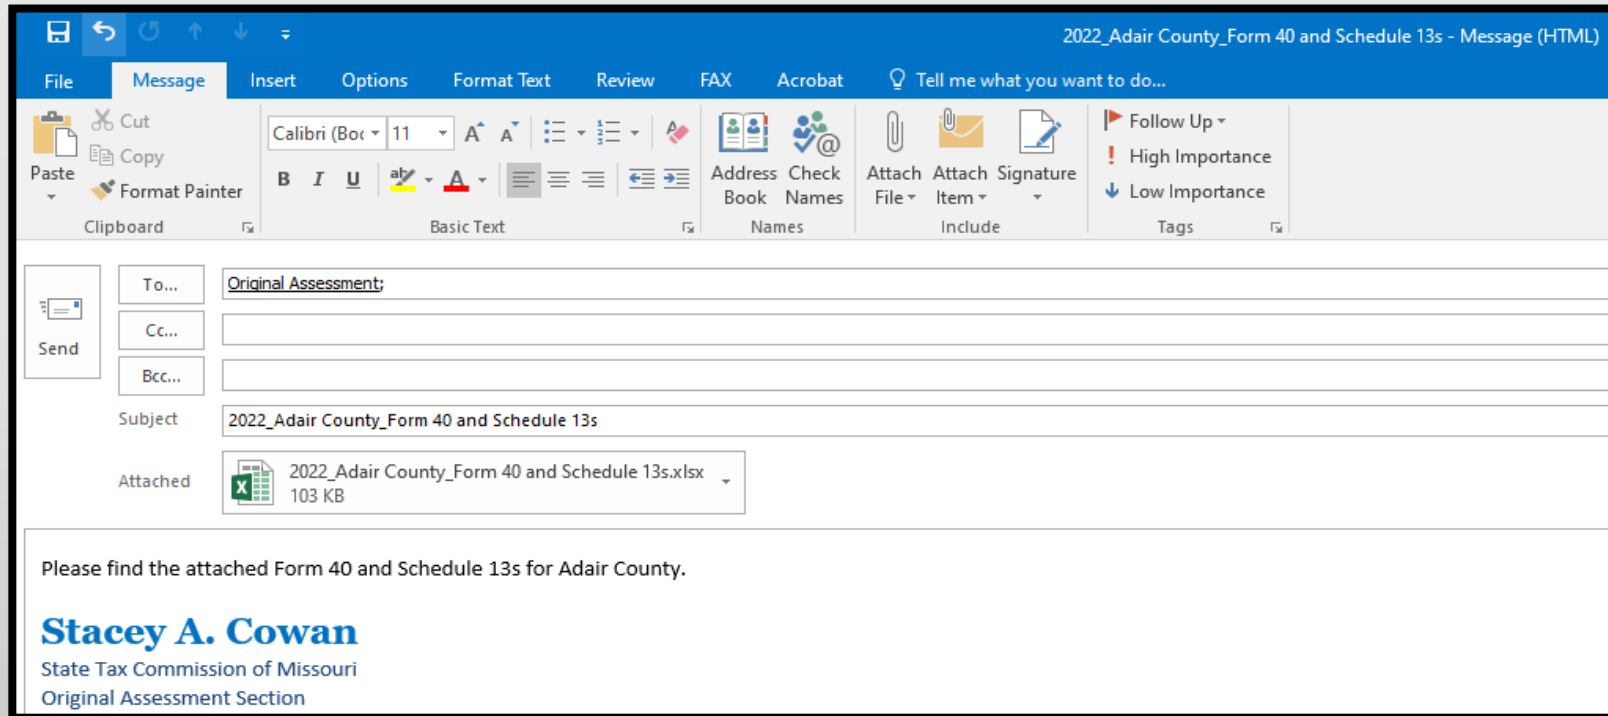 2022_Adair County_Form 40 and Schedule 13s - Message (HTML)
File Message Insert Options Format Text Review FAX Acrobat Tell me what you want to do...
Cut
Copy
Paste
Format Painter
Clipboard
Calibri (Boc 11
B I U
Basic Text
Address Book
Check Names
Names
Attach File
Attach Item
Signature
Include
Follow Up
High Importance
Low Importance
Tags
Send
To... Original Assessment;
Cc...
Bcc...
Subject 2022_Adair County_Form 40 and Schedule 13s
Attached 2022_Adair County_Form 40 and Schedule 13s.xlsx
103 KB
Please find the attached Form 40 and Schedule 13s for Adair County.
Stacey A. Cowan
State Tax Commission of Missouri
Original Assessment Section